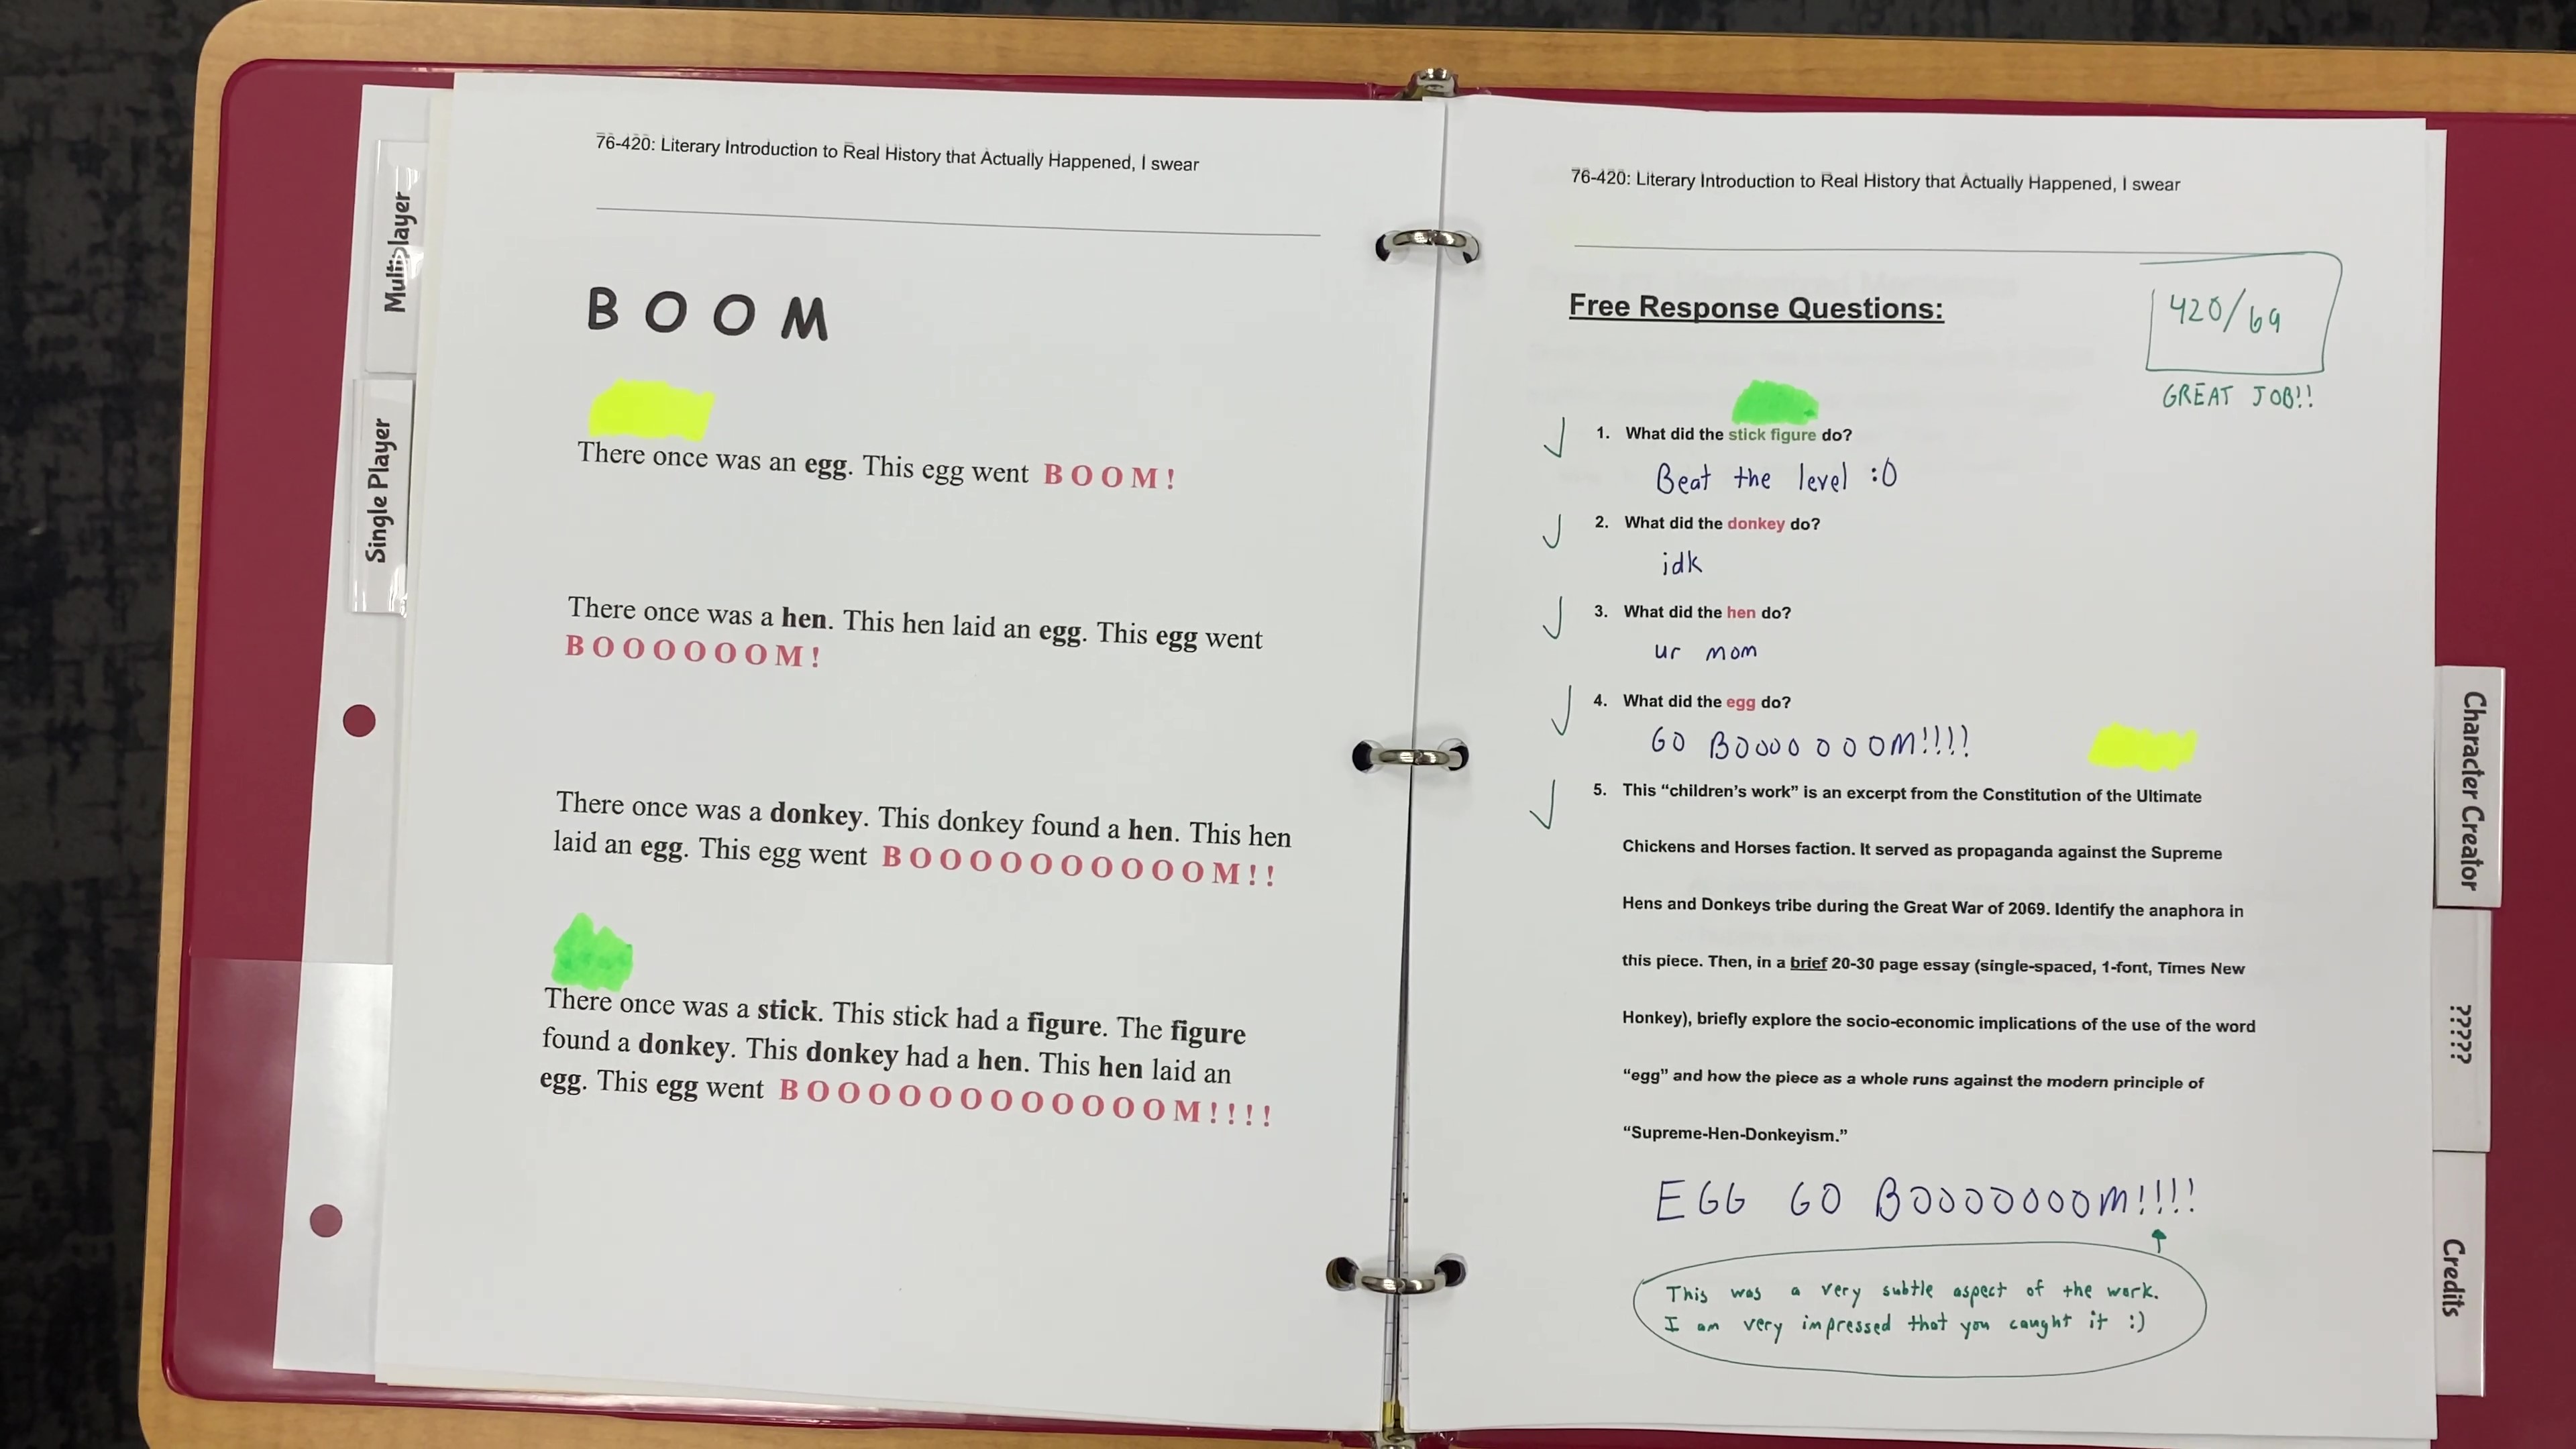 Multiplayer
Single Player
76-420: Literary Introduction to Real History that Actually Happened, I swear
BOOM
There once was an egg. This egg went BOOM!
There once was a hen. This hen laid an egg. This egg went
BOOOOOOOM!
There once was a donkey. This donkey found a hen. This hen
laid an egg. This egg went BOOOOOOOOOOM!!
There once was a stick. This stick had a figure. The figure
found a donkey. This donkey had a hen. This hen laid an
egg. This egg went BOOOOOOOOOOOOM!!!!
76-420: Literary Introduction to Real History that Actually Happened, I swear
420/69
GREAT JOB!!
Free Response Questions:
1. What did the stick figure do?
Beat the level :O
2. What did the donkey do?
idk
3. What did the hen do?
ur mom
4. What did the egg do?
GO BOOOOOOOM!!!!
5. This “children’s work” is an excerpt from the Constitution of the Ultimate
Chickens and Horses faction. It served as propaganda against the Supreme
Hens and Donkeys tribe during the Great War of 2069. Identify the anaphora in
this piece. Then, in a brief 20-30 page essay (single-spaced, 1-font, Times New
Honkey), briefly explore the socio-economic implications of the use of the word
“egg” and how the piece as a whole runs against the modern principle of
“Supreme-Hen-Donkeyism.”
EGG GO BOOOOOOOM!!!!
This was a very subtle aspect of the work.
I am very impressed that you caught it :)
Character Creator
?????
Credits